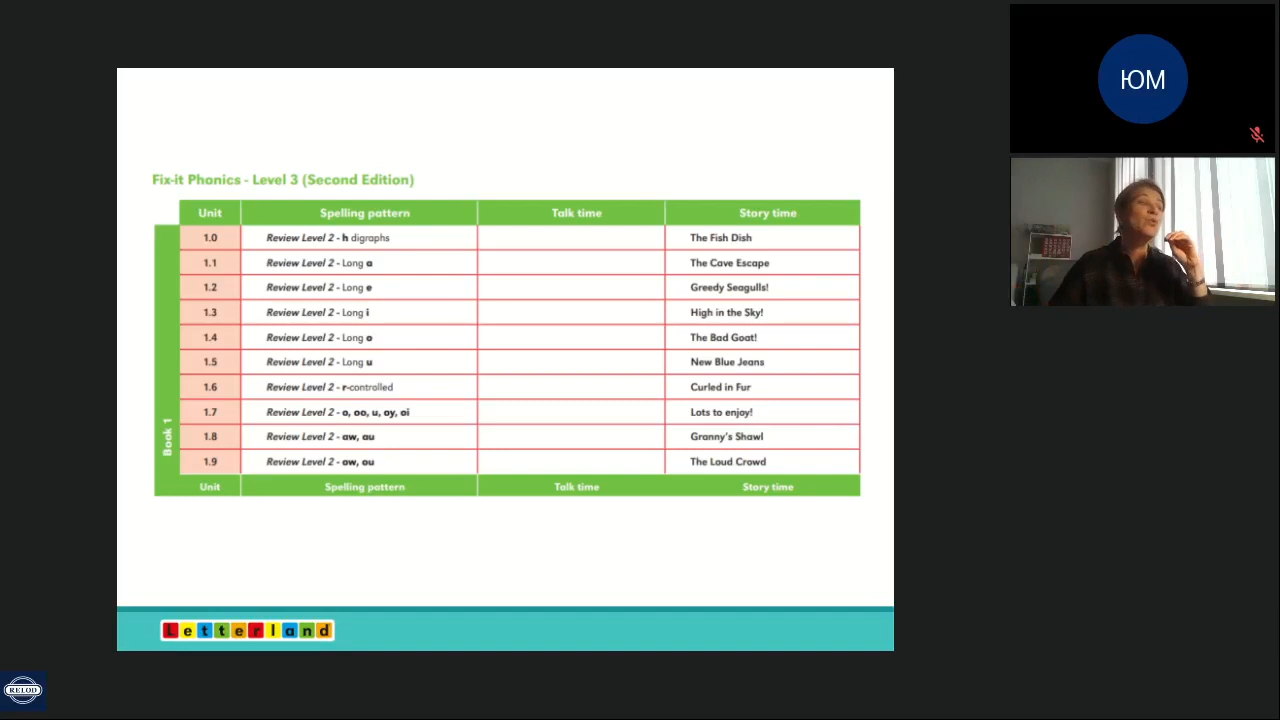 ЮМ
Fix-it Phonics - Level 3 (Second Edition)
Unit Spelling pattern Talk time Story time
1.0 Review Level 2 - h digraphs The Fish Dish
1.1 Review Level 2 - Long a The Cave Escape
1.2 Review Level 2 - Long e Greedy Seagulls!
1.3 Review Level 2 - Long i High in the Sky!
1.4 Review Level 2 - Long o The Bad Goat!
1.5 Review Level 2 - Long u New Blue Jeans
1.6 Review Level 2 - r-controlled Curled in Fur
1.7 Review Level 2 - o, oo, u, oy, oi Lots to enjoy!
1.8 Review Level 2 - aw, au Granny's Shawl
1.9 Review Level 2 - ow, ou The Loud Crowd
Book 1
Unit Spelling pattern Talk time Story time
Letterland
RELOD